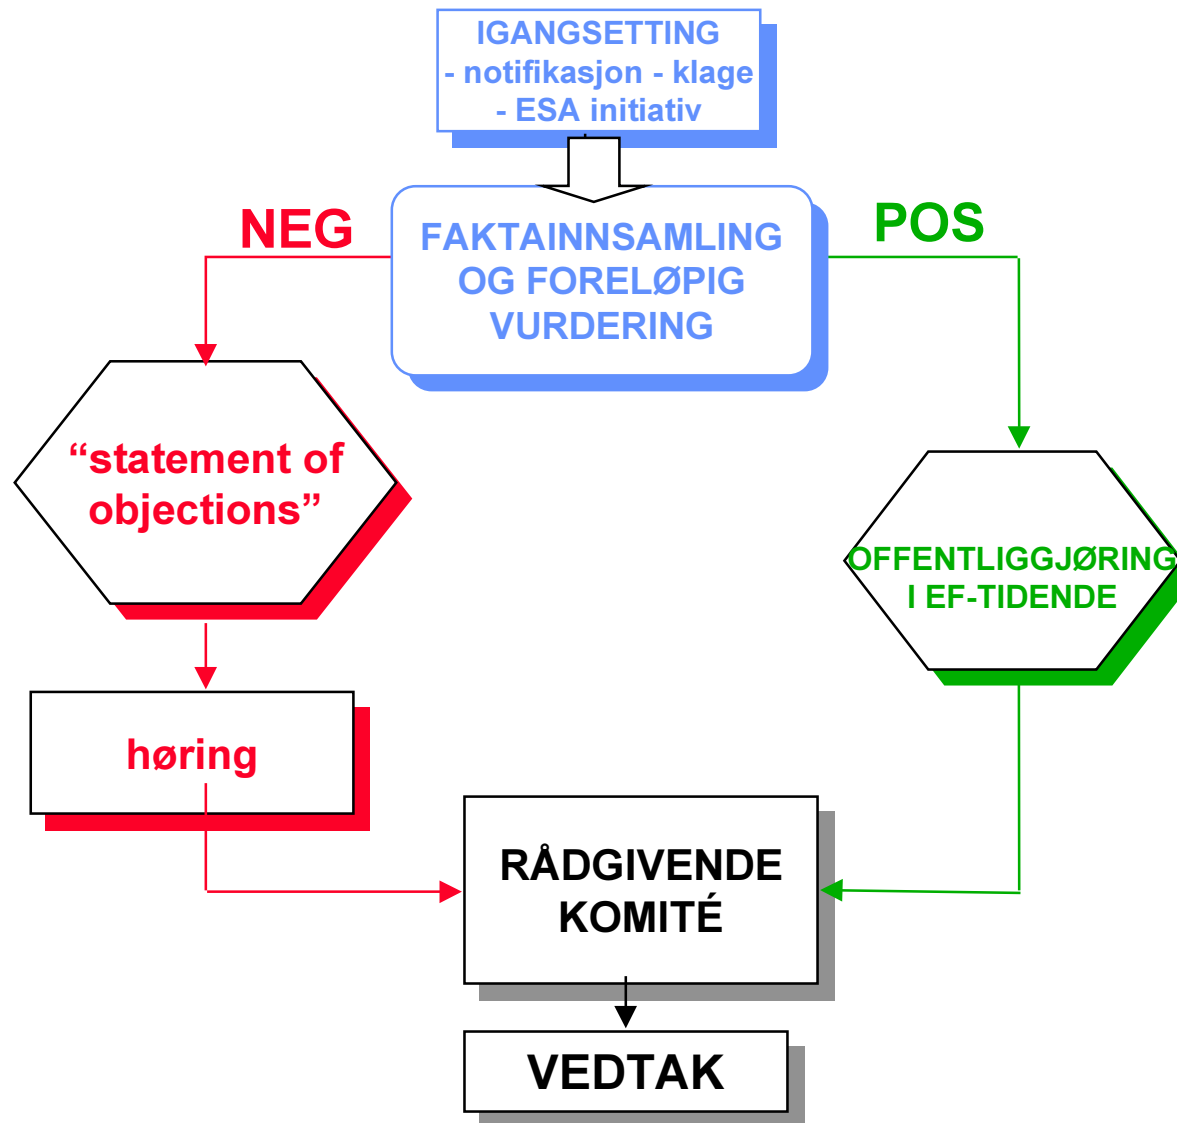 IGANGSETTING
- notifikasjon - klage
- ESA initiativ
NEG
POS
FAKTAINNSAMLING
OG FORELØPIG
VURDERING
“statement of
objections”
OFFENTLIGGJØRING
I EF-TIDENDE
høring
RÅDGIVENDE
KOMITÉ
VEDTAK